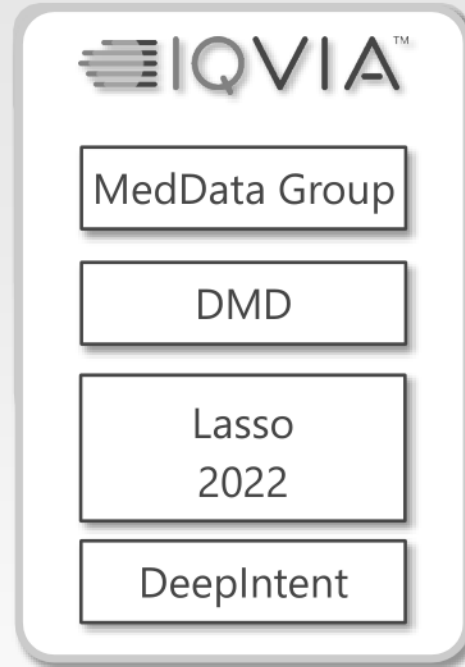 IQVIA™
MedData Group
DMD
Lasso
2022
DeepIntent